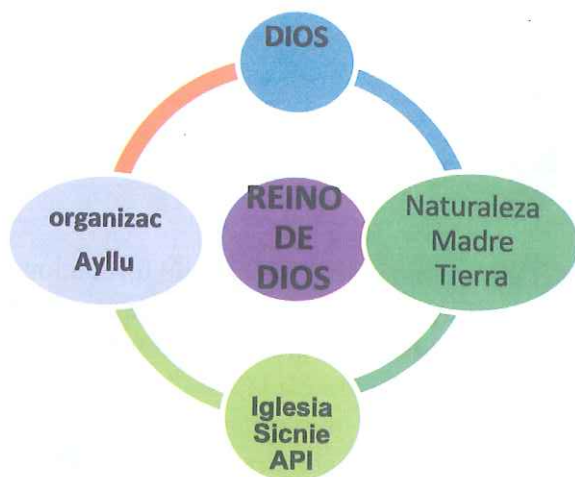 DIOS
organizac
Ayllu
REINO
DE
DIOS
Naturaleza
Madre
Tierra
Iglesia
Sicnie
API